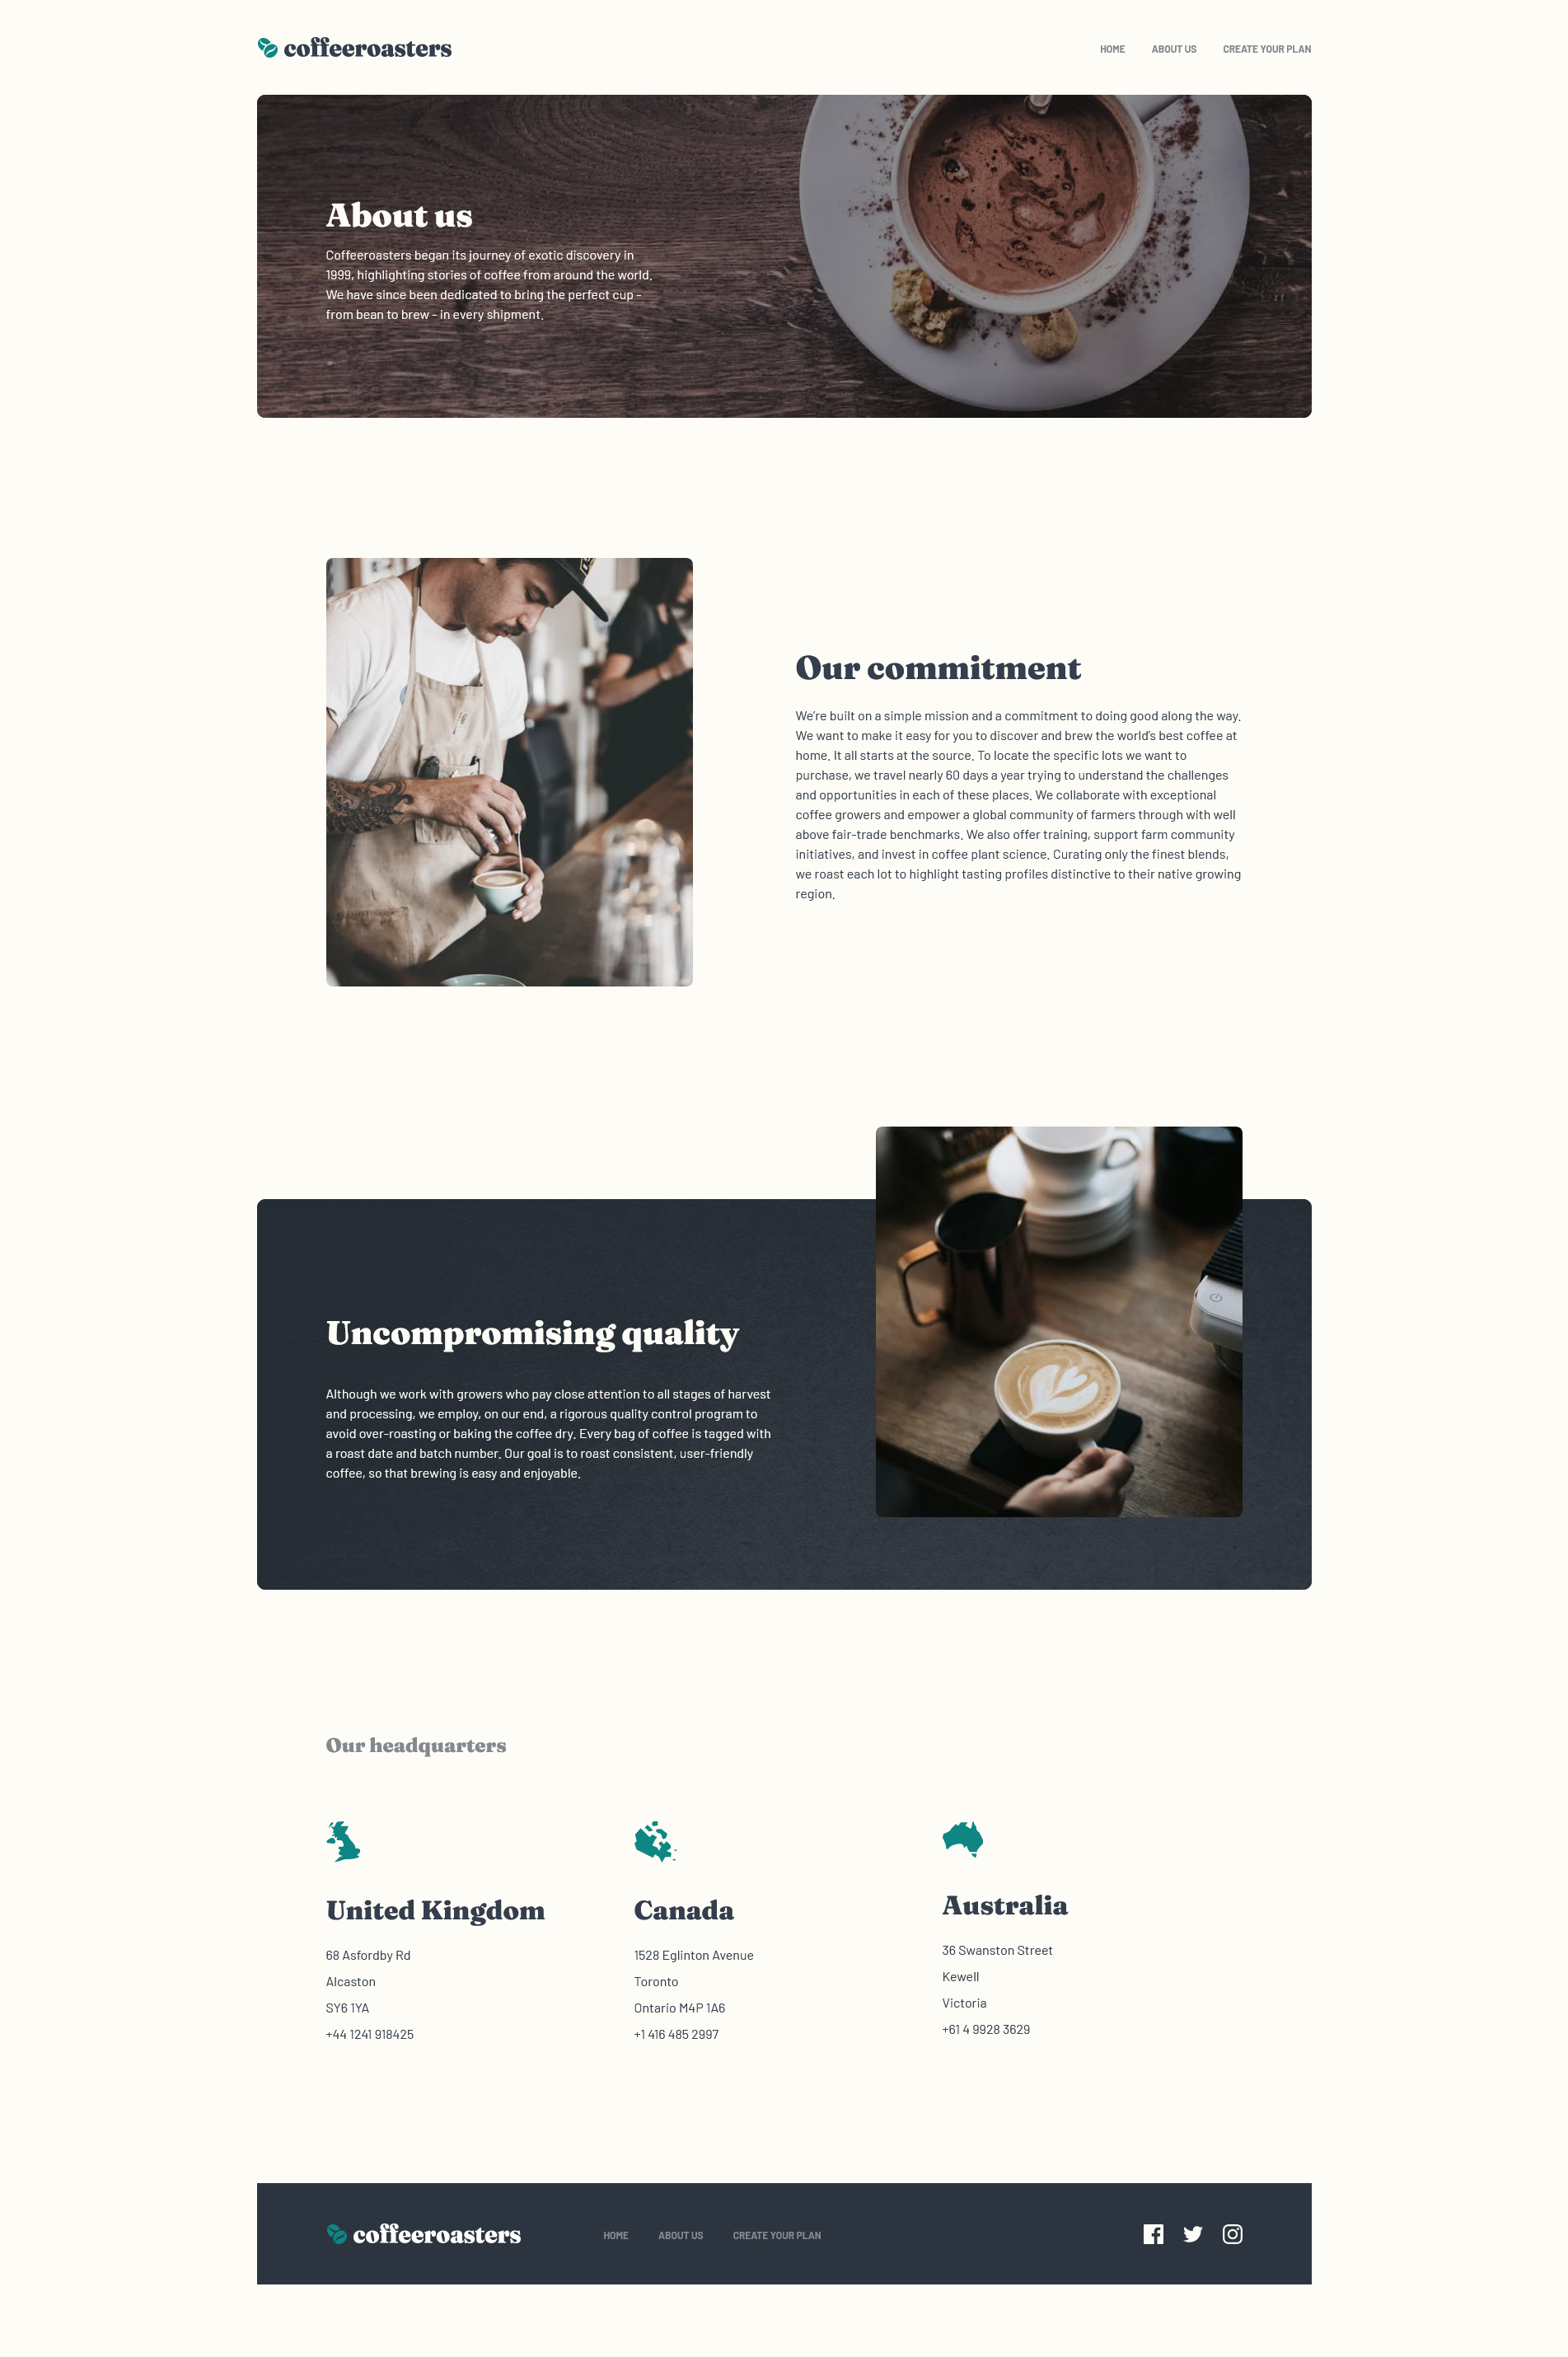 coffeeroasters
HOME ABOUT US CREATE YOUR PLAN
About us
Coffeeroasters began its journey of exotic discovery in
1999, highlighting stories of coffee from around the world.
We have since been dedicated to bring the perfect cup -
from bean to brew - in every shipment.
Our commitment
We’re built on a simple mission and a commitment to doing good along the way.
We want to make it easy for you to discover and brew the world’s best coffee at
home. It all starts at the source. To locate the specific lots we want to
purchase, we travel nearly 60 days a year trying to understand the challenges
and opportunities in each of these places. We collaborate with exceptional
coffee growers and empower a global community of farmers through with well
above fair-trade benchmarks. We also offer training, support farm community
initiatives, and invest in coffee plant science. Curating only the finest blends,
we roast each lot to highlight tasting profiles distinctive to their native growing
region.
Uncompromising quality
Although we work with growers who pay close attention to all stages of harvest
and processing, we employ, on our end, a rigorous quality control program to
avoid over-roasting or baking the coffee dry. Every bag of coffee is tagged with
a roast date and batch number. Our goal is to roast consistent, user-friendly
coffee, so that brewing is easy and enjoyable.
Our headquarters
United Kingdom
68 Asfordby Rd
Alcaston
SY6 1YA
+44 1241 918425
Canada
1528 Eglinton Avenue
Toronto
Ontario M4P 1A6
+1 416 485 2997
Australia
36 Swanston Street
Kewell
Victoria
+61 4 9928 3629
coffeeroasters
HOME ABOUT US CREATE YOUR PLAN